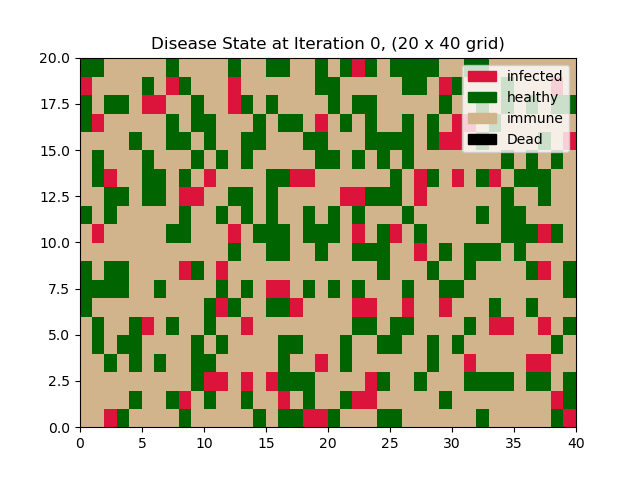 Disease State at Iteration 0, (20 x 40 grid)
infected
healthy
immune
Dead
20.0
17.5
15.0
12.5
10.0
7.5
5.0
2.5
0.0
0 5 10 15 20 25 30 35 40